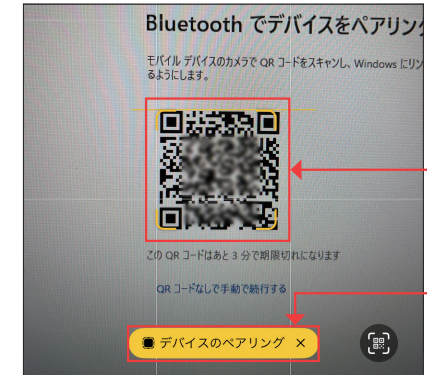 Bluetooth でデバイスをペアリング
モバイル デバイスのカメラで QR コードをスキャンし、Windows にリン
るようにします。
この QR コードはあと 3 分で期限切れになります
QR コードなしで手動で続行する
デバイスのペアリング ×